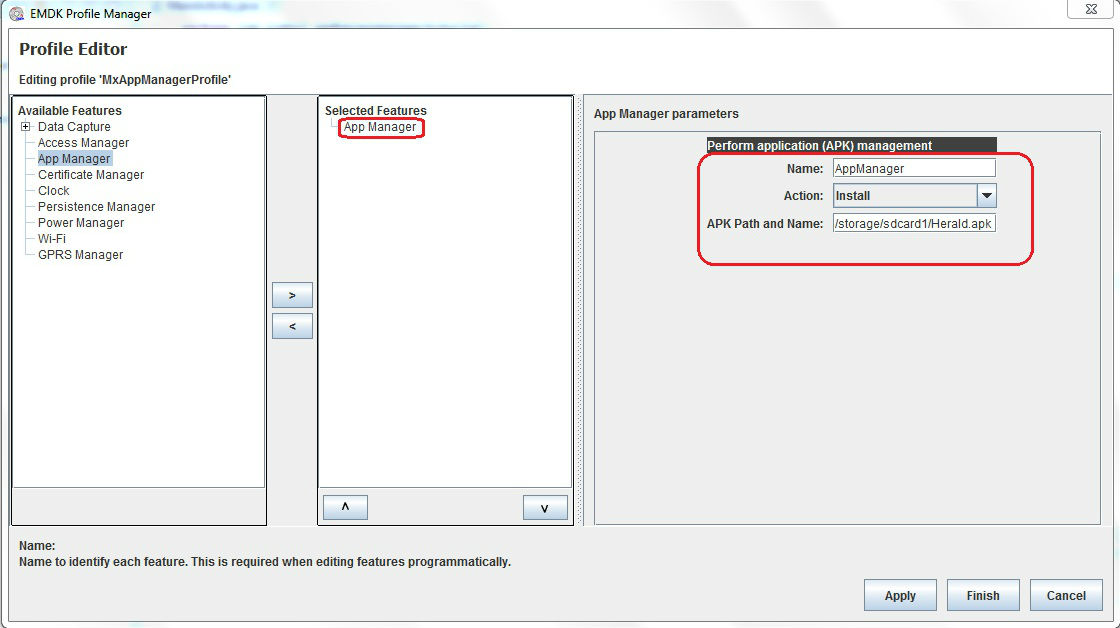 EMDK Profile Manager
Profile Editor
Editing profile 'MxAppManagerProfile'
Available Features
Data Capture
Access Manager
App Manager
Certificate Manager
Clock
Persistence Manager
Power Manager
Wi-Fi
GPRS Manager
>
<
Selected Features
App Manager
^
v
App Manager parameters
Perform application (APK) management
Name: AppManager
Action: Install
APK Path and Name: /storage/sdcard1/Herald.apk
Name:
Name to identify each feature. This is required when editing features programmatically.
Apply Finish Cancel